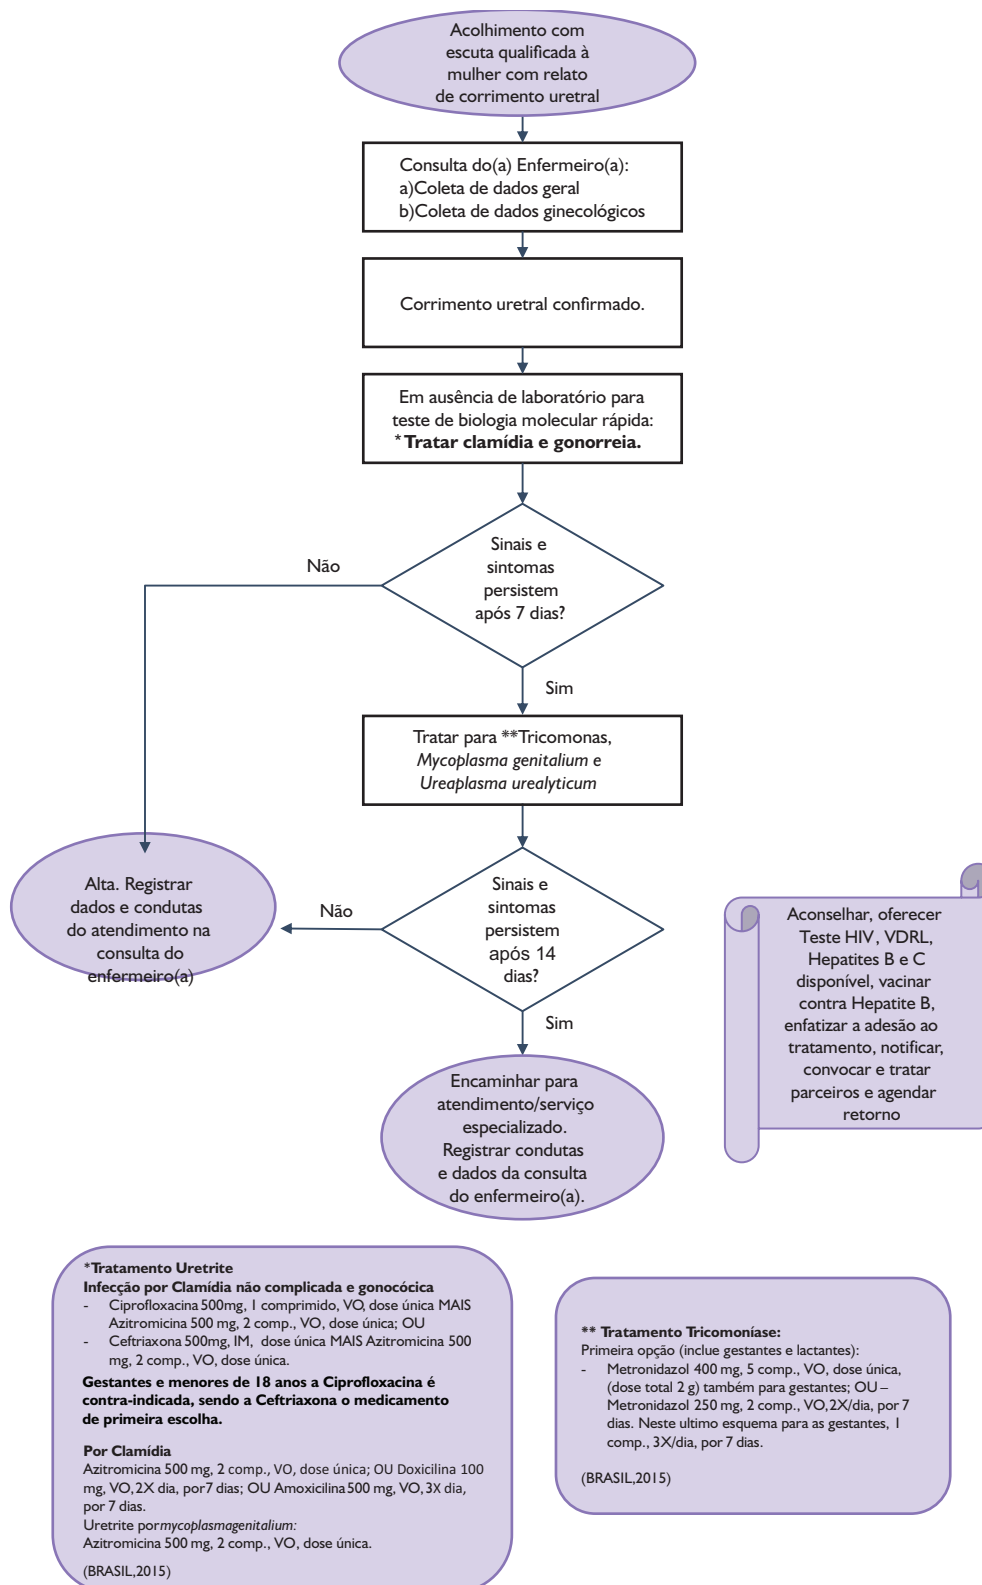 Acolhimento com
escuta qualificada à
mulher com relato
de corrimento uretral
Consulta do(a) Enfermeiro(a):
a)Coleta de dados geral
b)Coleta de dados ginecológicos
Corrimento uretral confirmado.
Em ausência de laboratório para
teste de biologia molecular rápida:
*Tratar clamídia e gonorreia.
Sinais e
sintomas
persistem
após 7 dias?
Não
Sim
Tratar para **Tricomonas,
Mycoplasma genitalium e
Ureaplasma urealyticum
Sinais e
sintomas
persistem
após 14
dias?
Não
Alta. Registrar
dados e condutas
do atendimento na
consulta do
enfermeiro(a)
Sim
Encaminhar para
atendimento/serviço
especializado.
Registrar condutas
e dados da consulta
do enfermeiro(a).
Aconselhar, oferecer
Teste HIV, VDRL,
Hepatites B e C
disponível, vacinar
contra Hepatite B,
enfatizar a adesão ao
tratamento, notificar,
convocar e tratar
parceiros e agendar
retorno
*Tratamento Uretrite
Infecção por Clamídia não complicada e gonocócica
- Ciprofloxacina 500mg, 1 comprimido, VO, dose única MAIS
Azitromicina 500 mg, 2 comp., VO, dose única; OU
- Ceftriaxona 500mg, IM, dose única MAIS Azitromicina 500
mg, 2 comp., VO, dose única.
Gestantes e menores de 18 anos a Ciprofloxacina é
contra-indicada, sendo a Ceftriaxona o medicamento
de primeira escolha.
Por Clamídia
Azitromicina 500 mg, 2 comp., VO, dose única; OU Doxicilina 100
mg, VO, 2X dia, por7 dias; OU Amoxicilina 500 mg, VO, 3X dia,
por 7 dias.
Uretrite pormycoplasmagenitalium:
Azitromicina 500 mg, 2 comp., VO, dose única.
(BRASIL,2015)
** Tratamento Tricomoníase:
Primeira opção (inclue gestantes e lactantes):
- Metronidazol 400 mg, 5 comp., VO, dose única,
(dose total 2 g) também para gestantes; OU –
Metronidazol 250 mg, 2 comp., VO, 2X/dia, por 7
dias. Neste ultimo esquema para as gestantes, 1
comp., 3X/dia, por 7 dias.
(BRASIL,2015)